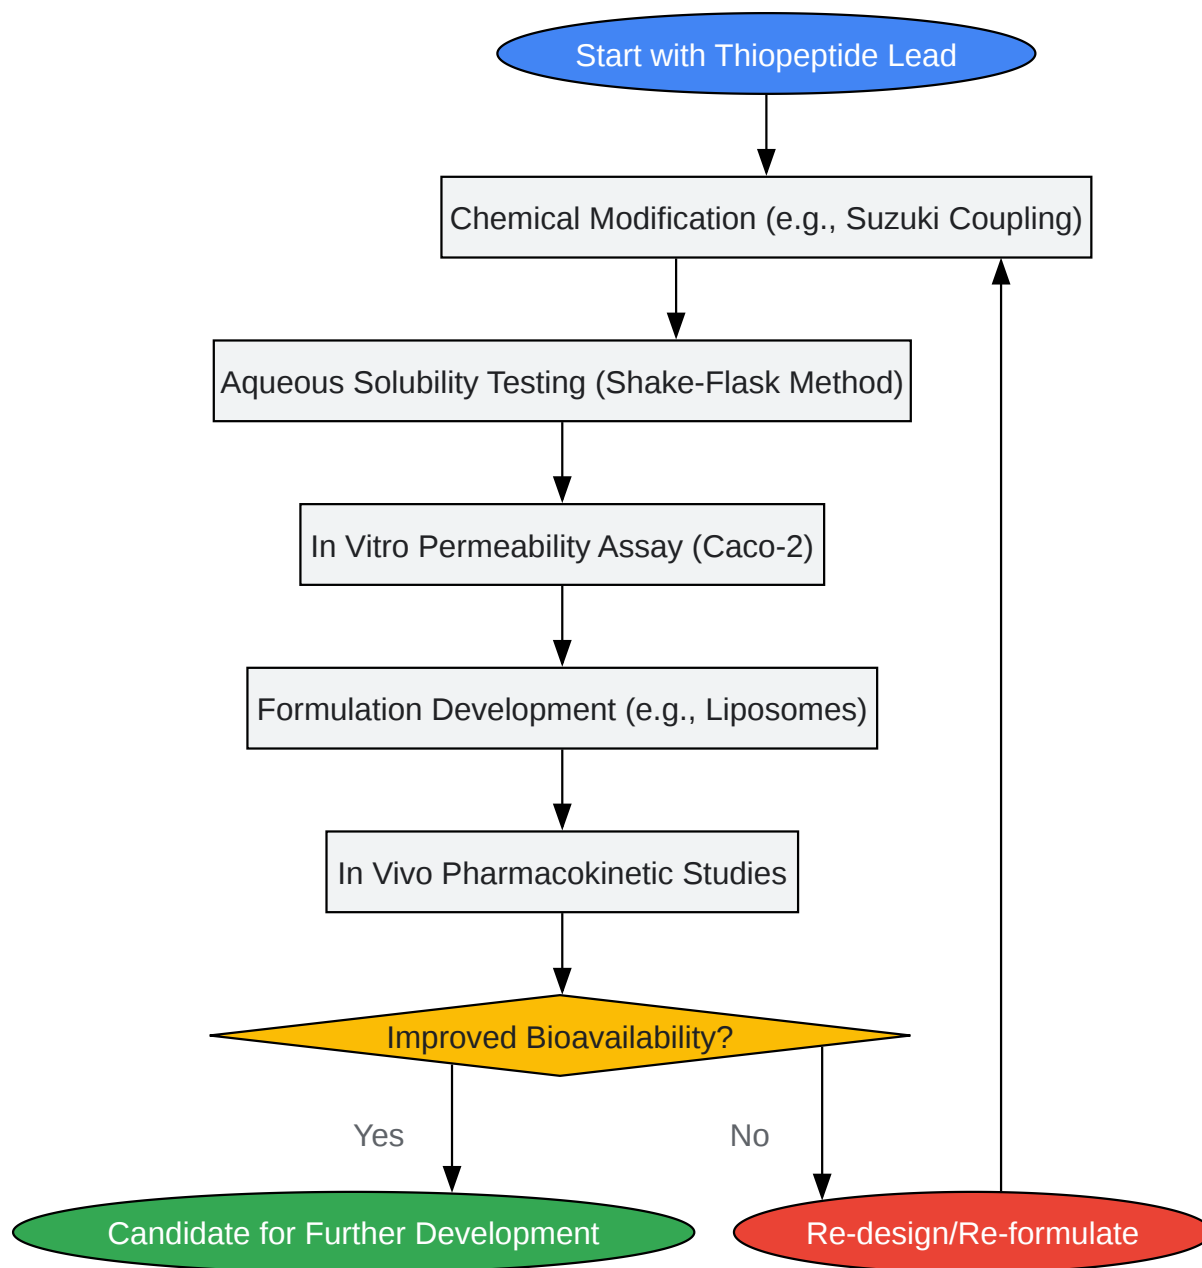 Start with Thiopeptide Lead
Chemical Modification (e.g., Suzuki Coupling)
Aqueous Solubility Testing (Shake-Flask Method)
In Vitro Permeability Assay (Caco-2)
Formulation Development (e.g., Liposomes)
In Vivo Pharmacokinetic Studies
Improved Bioavailability?
Yes
No
Candidate for Further Development
Re-design/Re-formulate